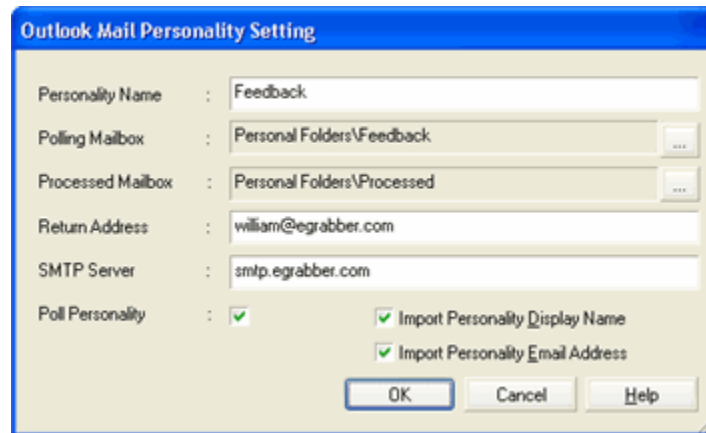 Outlook Mail Personality Setting
Personality Name : Feedback
Polling Mailbox : Personal Folders\Feedback ...
Processed Mailbox : Personal Folders\Processed ...
Return Address : william@egrabber.com
SMTP Server : smtp.egrabber.com
Poll Personality : Import Personality Display Name
Import Personality Email Address
OK Cancel Help